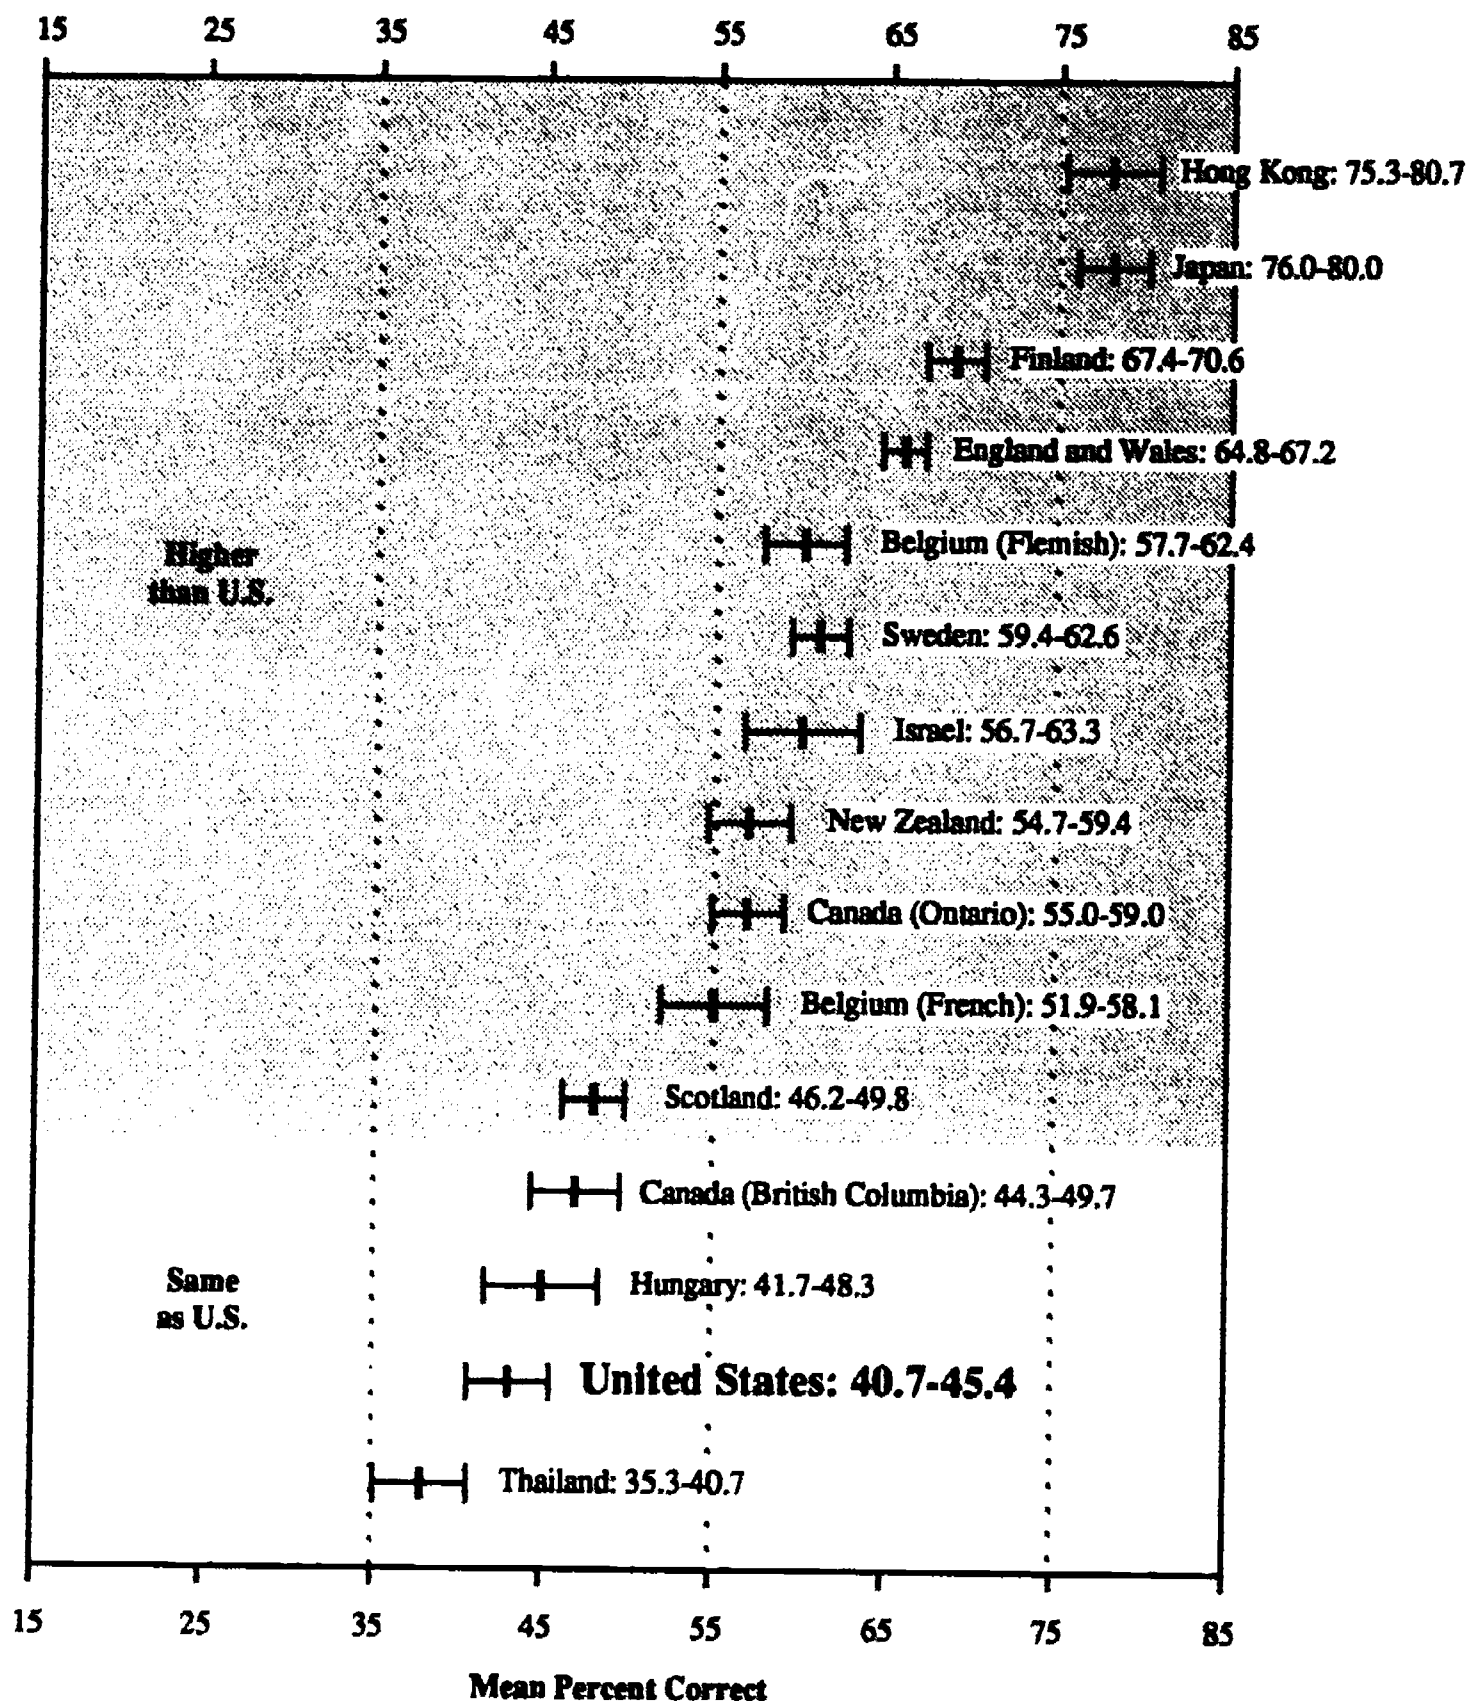 15 25 35 45 55 65 75 85
Hong Kong: 75.3-80.7
Japan: 76.0-80.0
Finland: 67.4-70.6
England and Wales: 64.8-67.2
Belgium (Flemish): 57.7-62.4
Higher
than U.S.
Sweden: 59.4-62.6
Israel: 56.7-63.3
New Zealand: 54.7-59.4
Canada (Ontario): 55.0-59.0
Belgium (French): 51.9-58.1
Scotland: 46.2-49.8
Canada (British Columbia): 44.3-49.7
Same
as U.S.
Hungary: 41.7-48.3
United States: 40.7-45.4
Thailand: 35.3-40.7
15 25 35 45 55 65 75 85
Mean Percent Correct